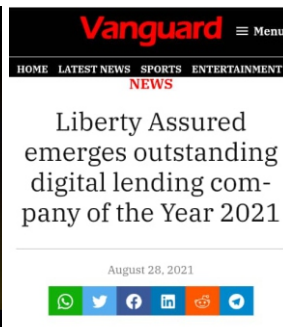 Vanguard
Menu
HOME LATEST NEWS SPORTS ENTERTAINMENT
NEWS
Liberty Assured
emerges outstanding
digital lending com-
pany of the Year 2021
August 28, 2021